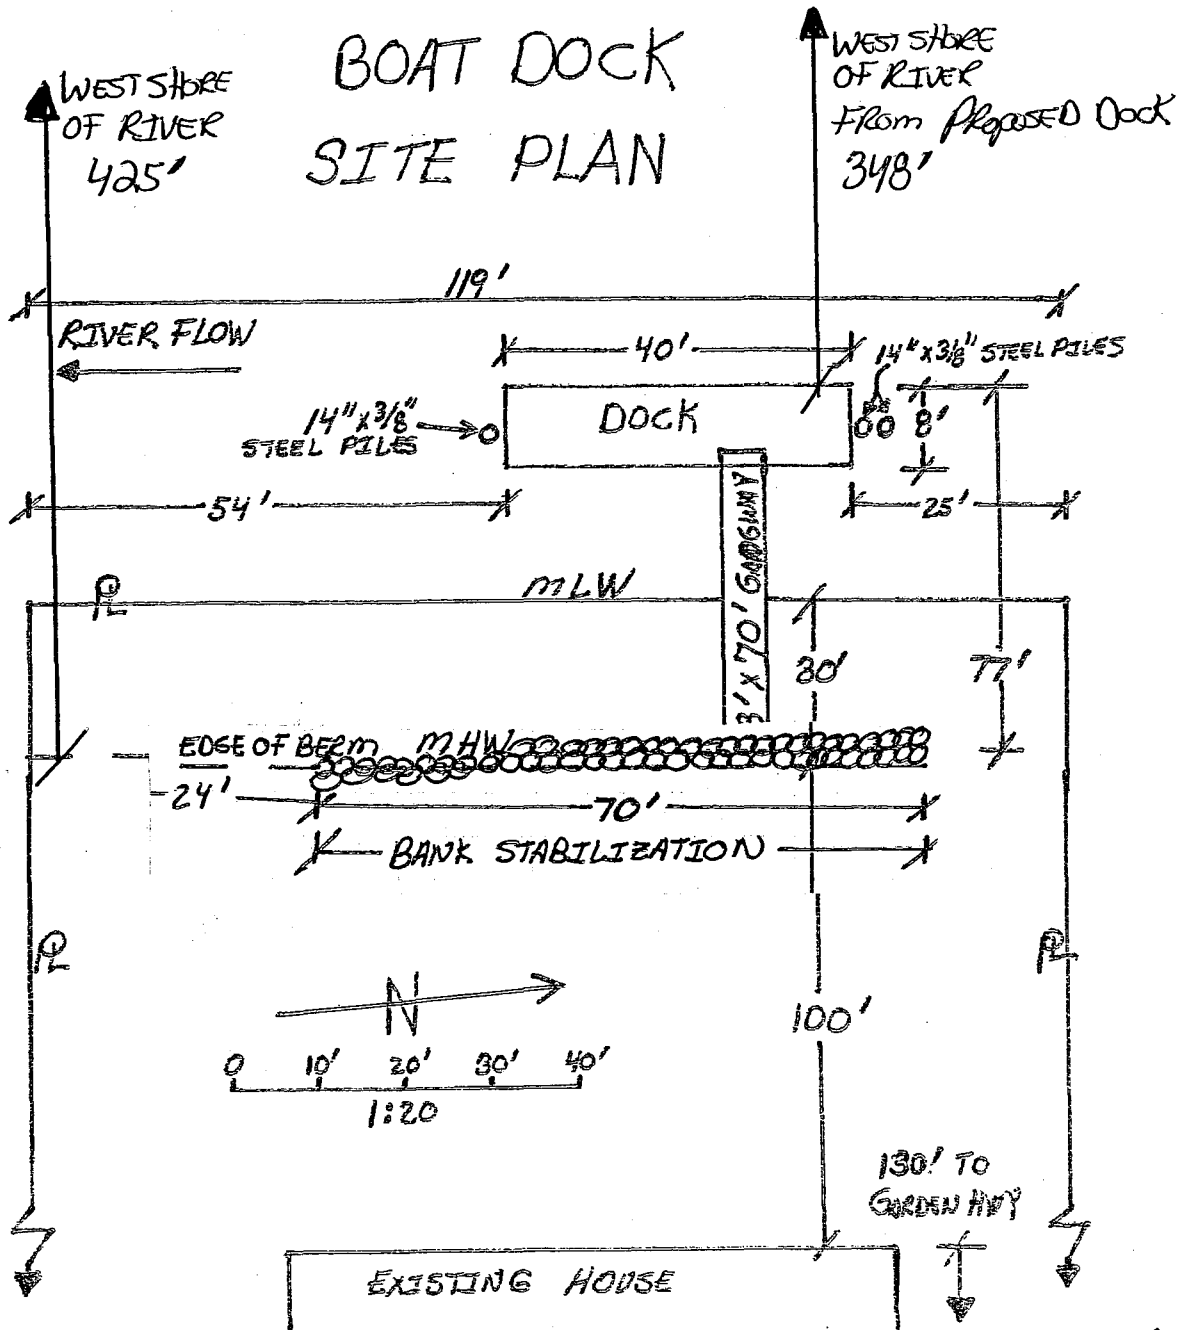 BOAT DOCK
SITE PLAN
WEST SHORE
OF RIVER
425'
WEST SHORE
OF RIVER
FROM PROPOSED DOCK
348'
119'
RIVER FLOW
40'
14" x 3/8" STEEL PILES
14" x 3/8"
STEEL PILES
DOCK
8'
54'
25'
3' x 70' GANGWAY
PL
MLW
30'
77'
EDGE OF BERM MHW
24'
70'
BANK STABILIZATION
PL
PL
N
100'
0 10' 20' 30' 40'
1:20
130' TO
GARDEN HWY
EXISTING HOUSE